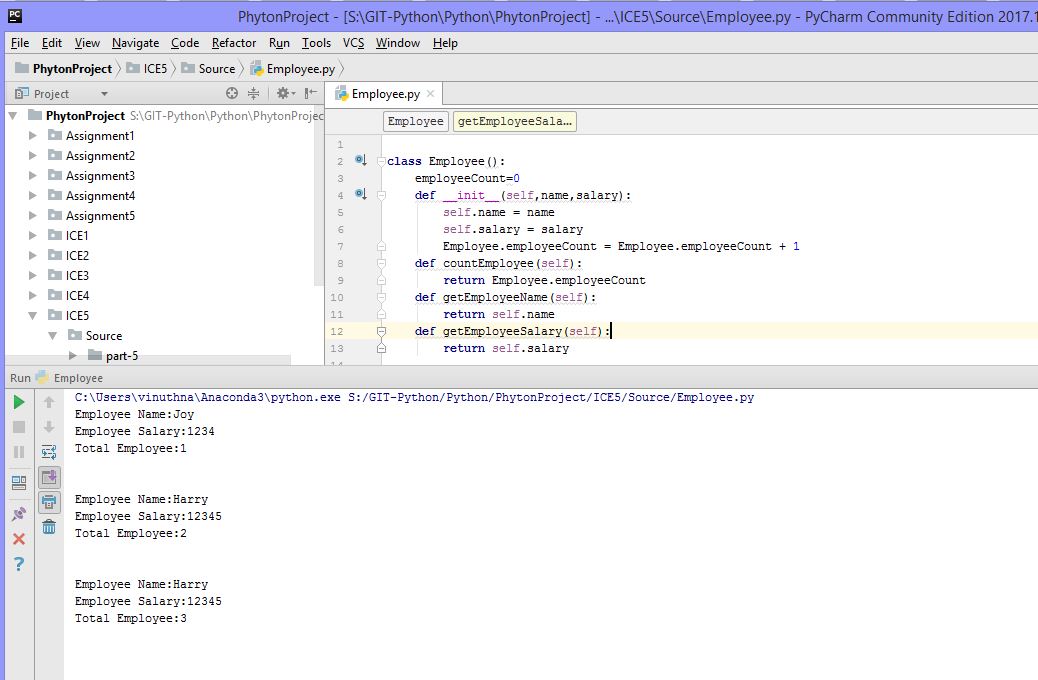 PC PhytonProject - [S:\GIT-Python\Python\PhytonProject] - ...\ICE5\Source\Employee.py - PyCharm Community Edition 2017.1
File Edit View Navigate Code Refactor Run Tools VCS Window Help
PhytonProject ICE5 Source Employee.py
Project
Employee.py
PhytonProject S:\GIT-Python\Python\PhytonProjec
Assignment1
Assignment2
Assignment3
Assignment4
Assignment5
ICE1
ICE2
ICE3
ICE4
ICE5
Source
part-5
Employee getEmployeeSala...
1
2 class Employee():
3 employeeCount=0
4 def __init__(self,name,salary):
5 self.name = name
6 self.salary = salary
7 Employee.employeeCount = Employee.employeeCount + 1
8 def countEmployee(self):
9 return Employee.employeeCount
10 def getEmployeeName(self):
11 return self.name
12 def getEmployeeSalary(self):
13 return self.salary
14
Run Employee
C:\Users\vinuthna\Anaconda3\python.exe S:/GIT-Python/Python/PhytonProject/ICE5/Source/Employee.py
Employee Name:Joy
Employee Salary:1234
Total Employee:1
Employee Name:Harry
Employee Salary:12345
Total Employee:2
Employee Name:Harry
Employee Salary:12345
Total Employee:3